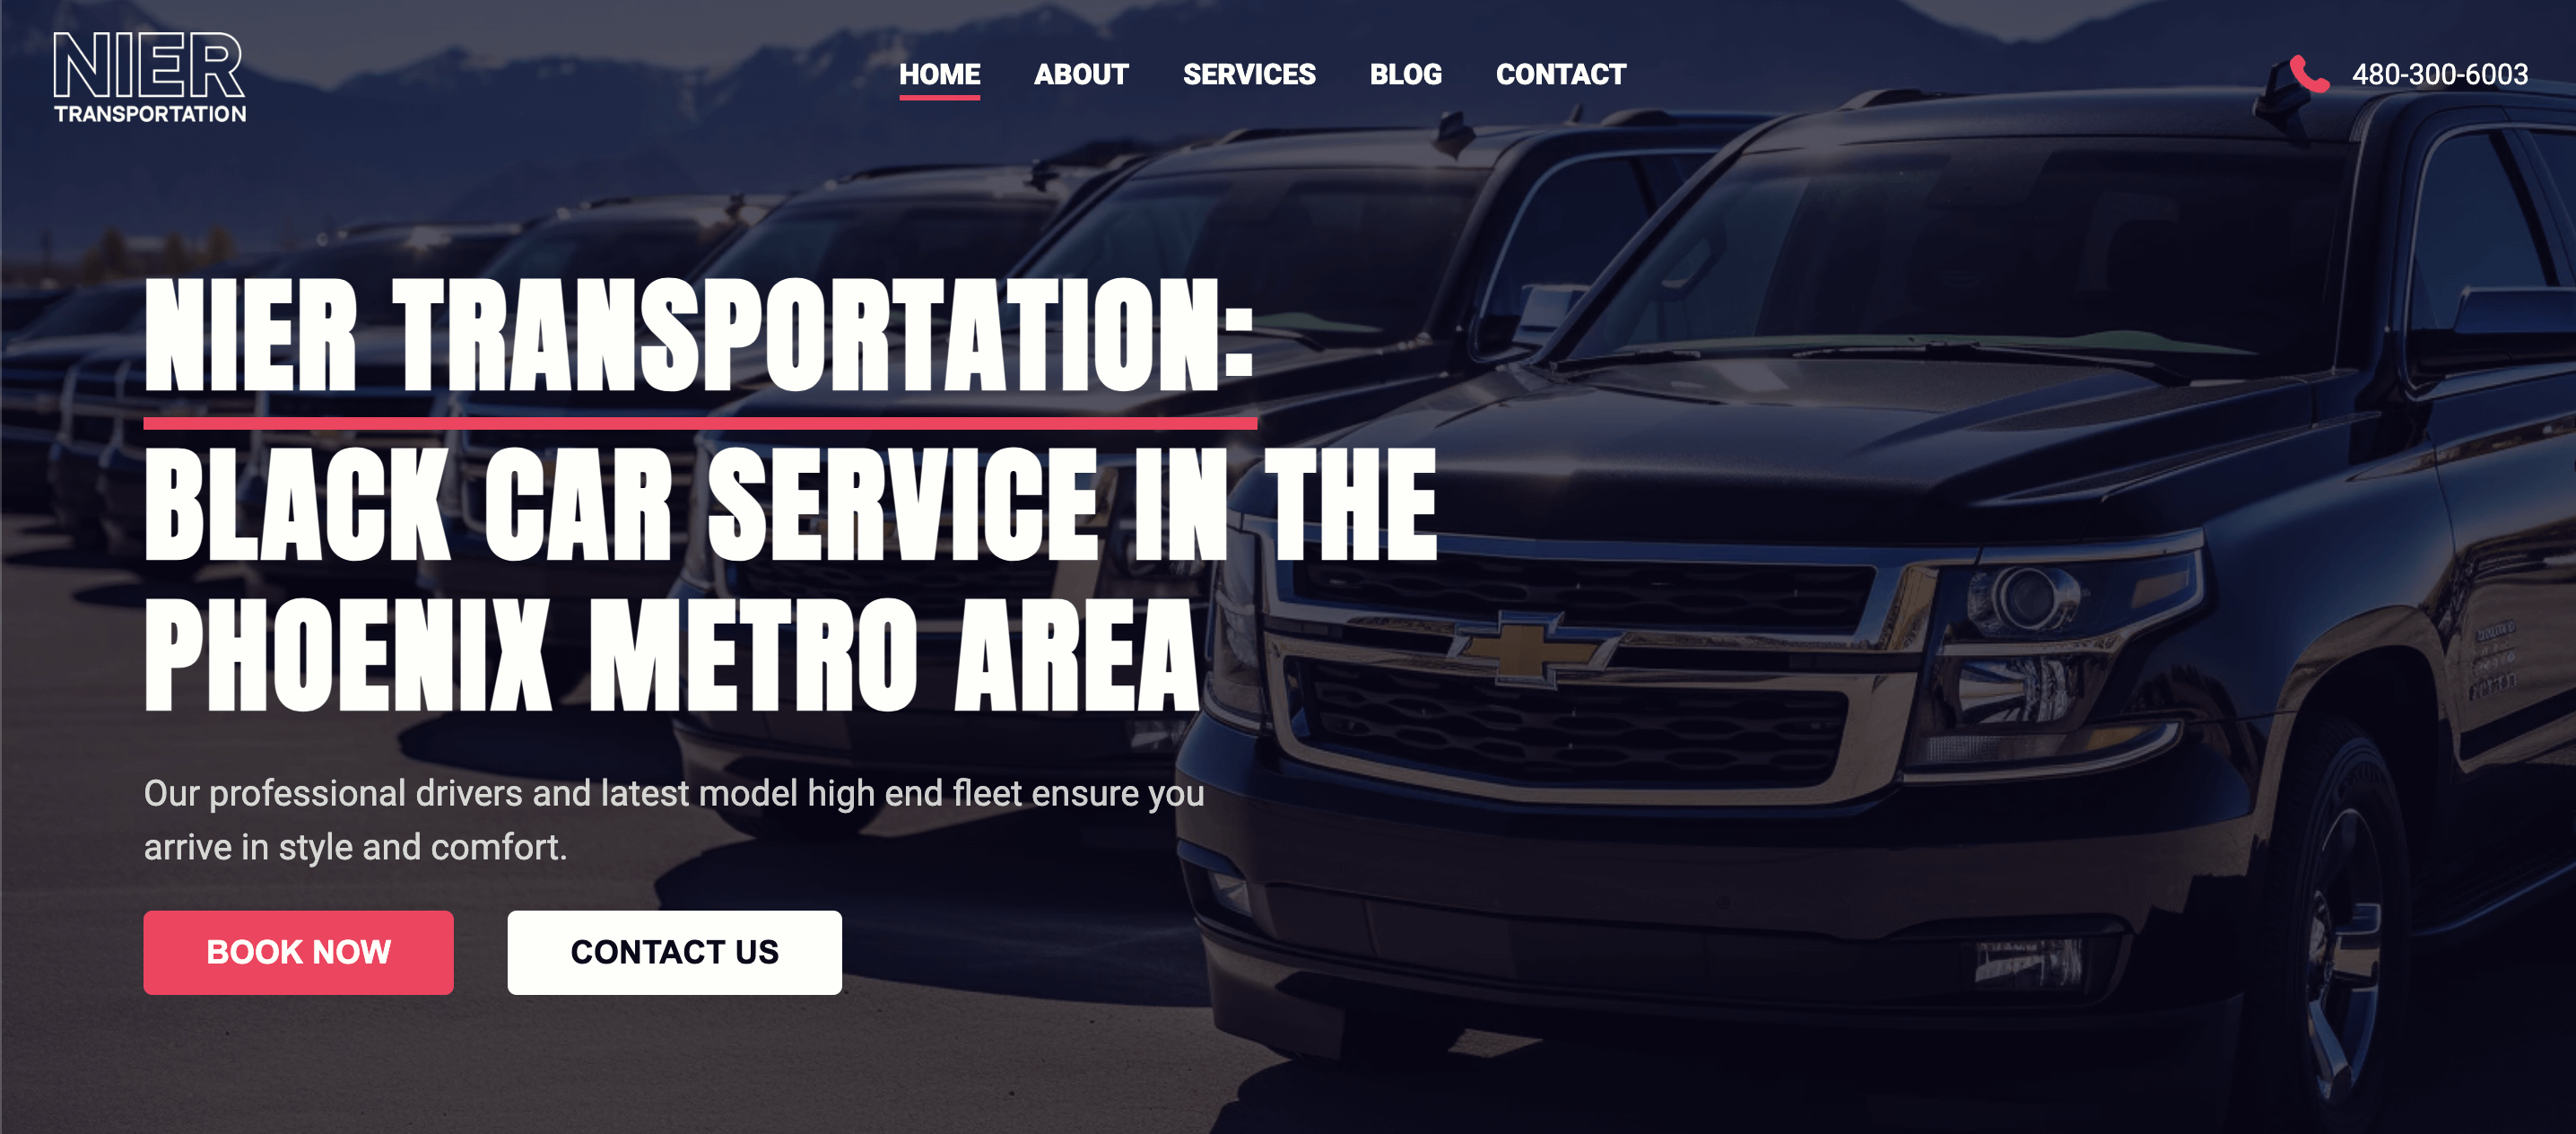 NIER
TRANSPORTATION
HOME ABOUT SERVICES BLOG CONTACT
480-300-6003
NIER TRANSPORTATION:
BLACK CAR SERVICE IN THE
PHOENIX METRO AREA
Our professional drivers and latest model high end fleet ensure you
arrive in style and comfort.
BOOK NOW CONTACT US